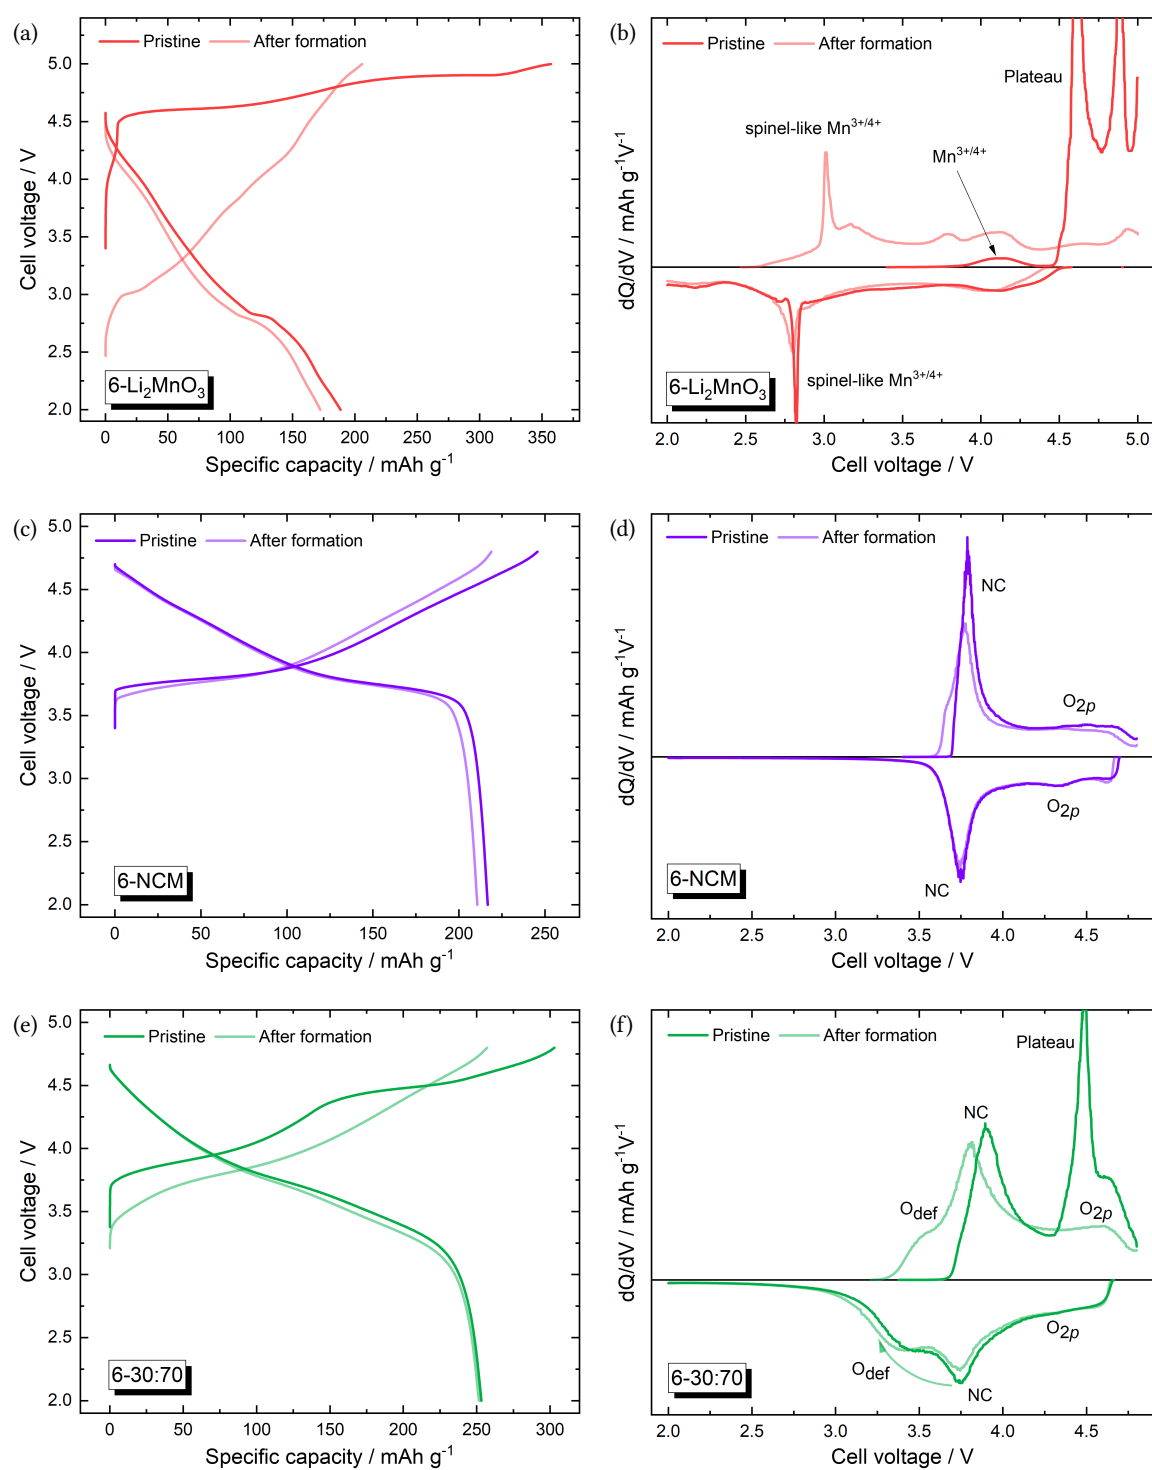 (a)
Pristine After formation
5.0
4.5
4.0
3.5
3.0
2.5
2.0
Cell voltage / V
6-Li₂MnO₃
0 50 100 150 200 250 300 350
Specific capacity / mAh g⁻¹
(b)
Pristine After formation
Plateau
spinel-like Mn³⁺/⁴⁺
Mn³⁺/⁴⁺
dQ/dV / mAh g⁻¹V⁻¹
spinel-like Mn³⁺/⁴⁺
6-Li₂MnO₃
2.0 2.5 3.0 3.5 4.0 4.5 5.0
Cell voltage / V
(c)
Pristine After formation
5.0
4.5
4.0
3.5
3.0
2.5
2.0
Cell voltage / V
6-NCM
0 50 100 150 200 250
Specific capacity / mAh g⁻¹
(d)
Pristine After formation
NC
O2p
dQ/dV / mAh g⁻¹V⁻¹
O2p
NC
6-NCM
2.0 2.5 3.0 3.5 4.0 4.5
Cell voltage / V
(e)
Pristine After formation
5.0
4.5
4.0
3.5
3.0
2.5
2.0
Cell voltage / V
6-30:70
0 50 100 150 200 250 300
Specific capacity / mAh g⁻¹
(f)
Pristine After formation
Plateau
NC
Odef
O2p
dQ/dV / mAh g⁻¹V⁻¹
O2p
Odef
NC
6-30:70
2.0 2.5 3.0 3.5 4.0 4.5
Cell voltage / V